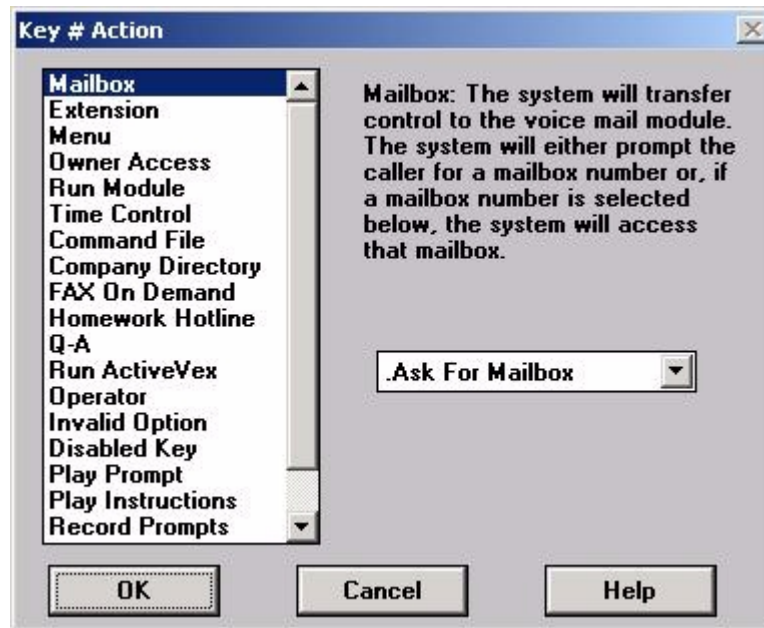 Key # Action
Mailbox
Extension
Menu
Owner Access
Run Module
Time Control
Command File
Company Directory
FAX On Demand
Homework Hotline
Q-A
Run ActiveVex
Operator
Invalid Option
Disabled Key
Play Prompt
Play Instructions
Record Prompts
Mailbox: The system will transfer
control to the voice mail module.
The system will either prompt the
caller for a mailbox number or, if
a mailbox number is selected
below, the system will access
that mailbox.
.Ask For Mailbox
OK
Cancel
Help